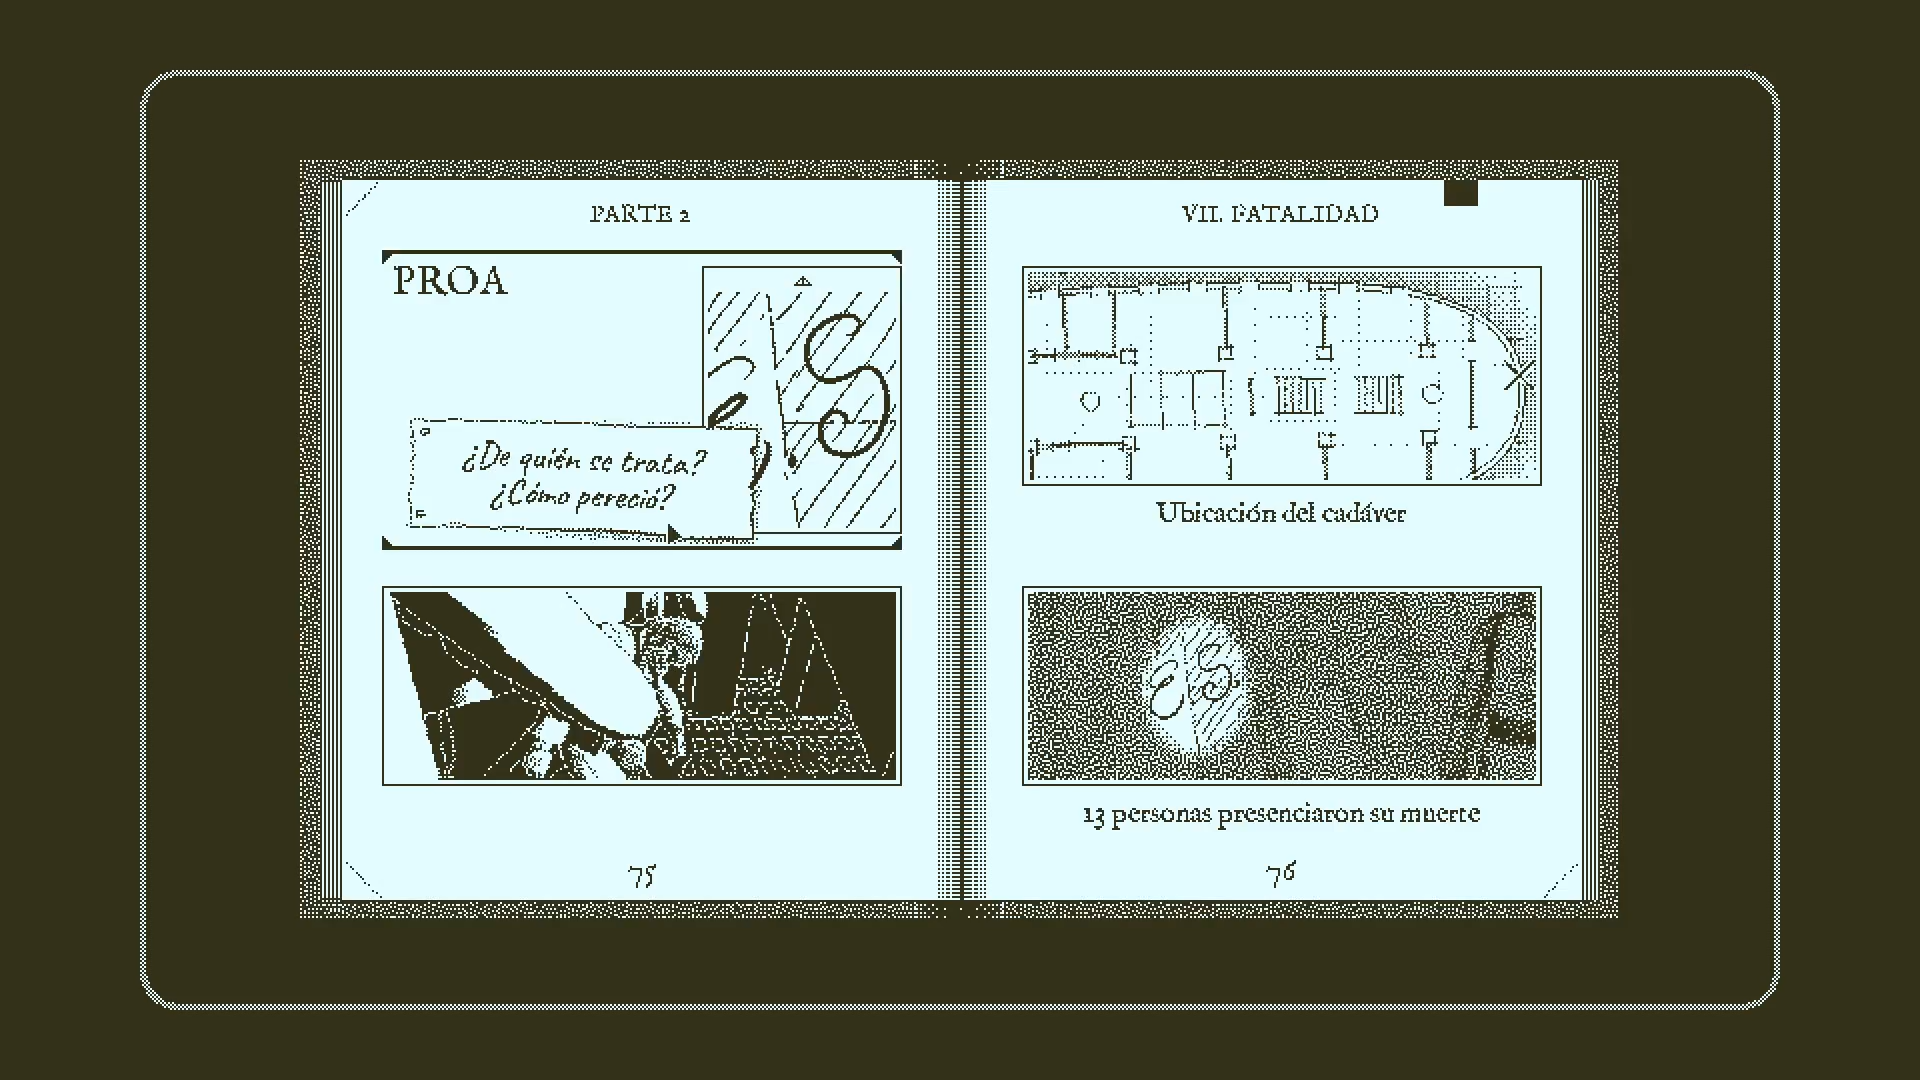 PARTE 2
PROA
¿De quién se trata?
¿Cómo pereció?
75
VII. FATALIDAD
Ubicación del cadáver
13 personas presenciaron su muerte
76